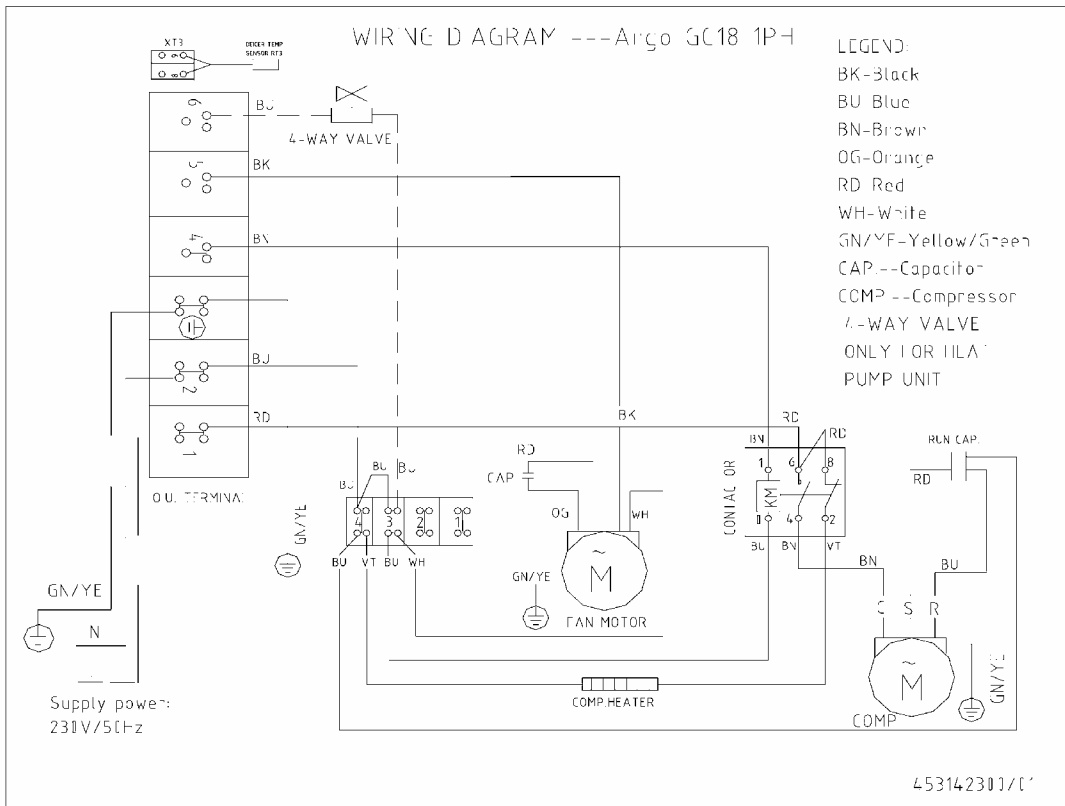 WIRING DIAGRAM ---Argo GC18 1PH
XT3
DEICER TEMP
SENSOR RT3
LEGEND:
BK-Black
BU Blue
BN-Brown
OG-Orange
RD Red
WH-White
GN/YE-Yellow/Green
CAP.--Capacitor
COMP --Compressor
4-WAY VALVE
ONLY FOR HEAT
PUMP UNIT
6
BU
4-WAY VALVE
5
BK
4
BN
2
BU
1
RD
O.U. TERMINAL
BK
RD
RD
BN
RUN CAP.
RD
CAP
RD
BU
BU
BU
1
6
8
CONTACTOR
KM
4
2
4
3
2
1
OG
WH
GN/YE
BU
VT
BU
WH
BU
BN
VT
M
GN/YE
FAN MOTOR
BN
BU
C
S
R
M
COMP
GN/YE
GN/YE
N
COMP.HEATER
Supply power:
230V/50Hz